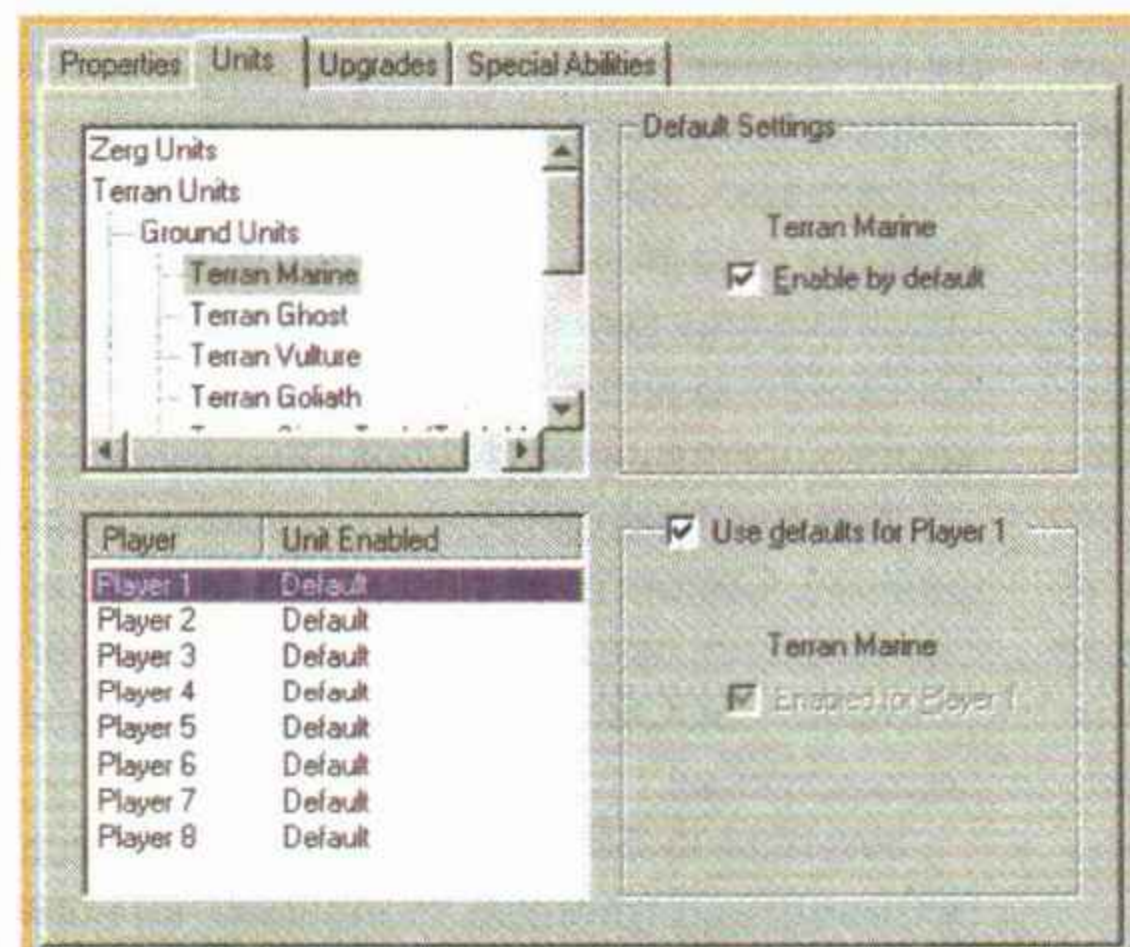 Properties Units Upgrades Special Abilities
Zerg Units
Terran Units
Ground Units
Terran Marine
Terran Ghost
Terran Vulture
Terran Goliath
Default Settings
Terran Marine
Enable by default
Player Unit Enabled
Player 1 Default
Player 2 Default
Player 3 Default
Player 4 Default
Player 5 Default
Player 6 Default
Player 7 Default
Player 8 Default
Use defaults for Player 1
Terran Marine
Enabled for Player 1